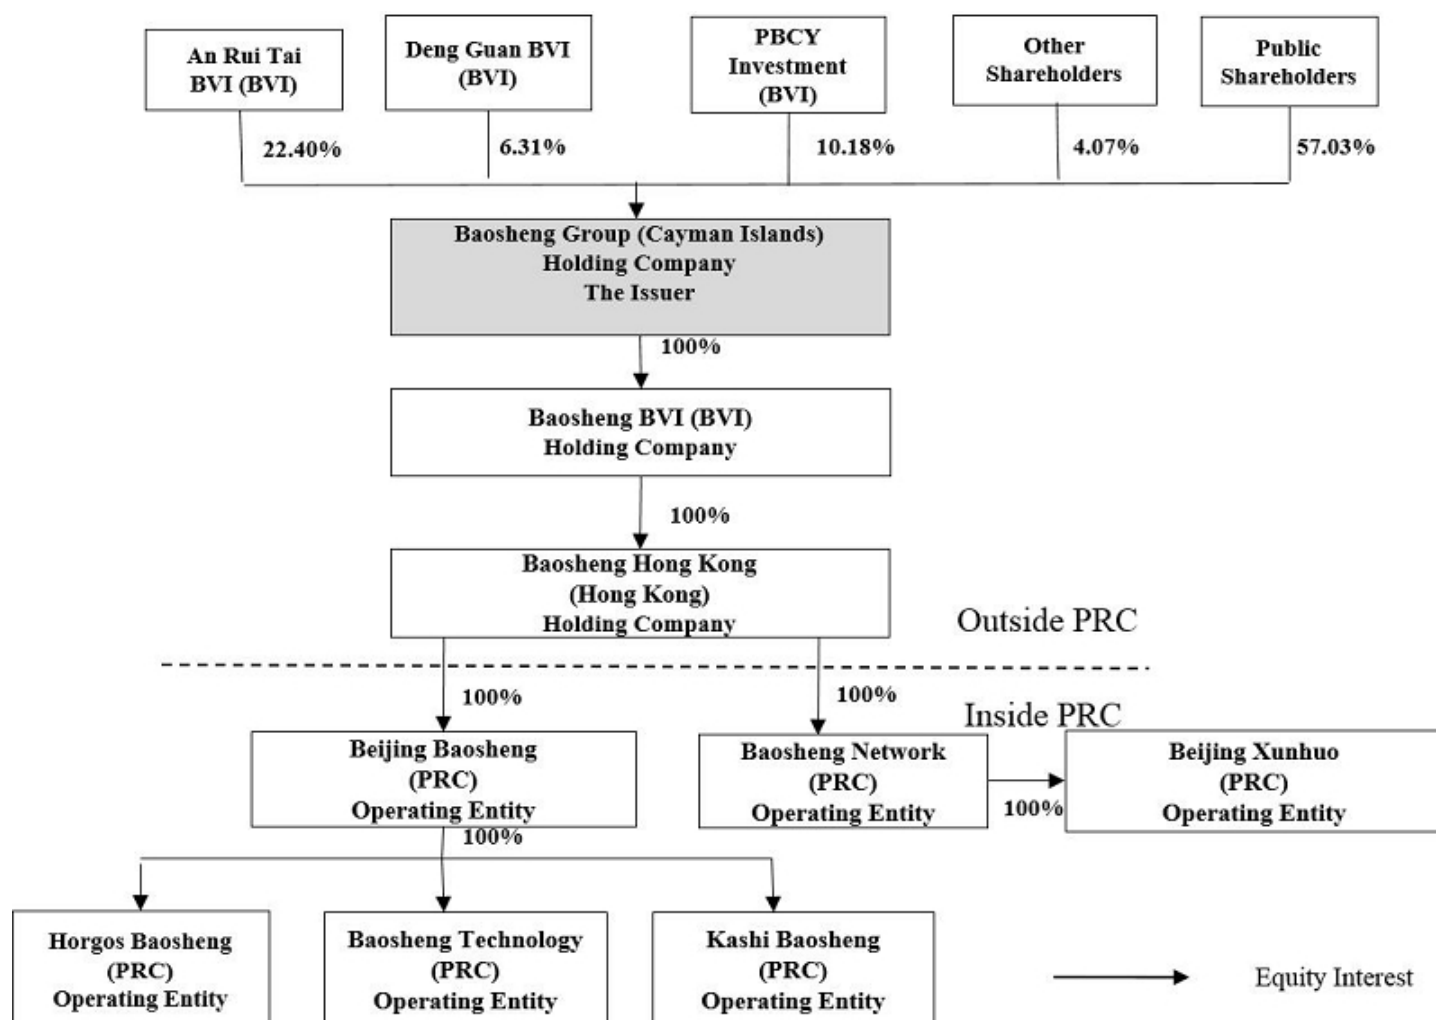 An Rui Tai
BVI (BVI)
Deng Guan BVI
(BVI)
PBCY
Investment
(BVI)
Other
Shareholders
Public
Shareholders
22.40%
6.31%
10.18%
4.07%
57.03%
Baosheng Group (Cayman Islands)
Holding Company
The Issuer
100%
Baosheng BVI (BVI)
Holding Company
100%
Baosheng Hong Kong
(Hong Kong)
Holding Company
Outside PRC
100%
100%
Inside PRC
Beijing Baosheng
(PRC)
Operating Entity
Baosheng Network
(PRC)
Operating Entity
100%
Beijing Xunhuo
(PRC)
Operating Entity
100%
Horgos Baosheng
(PRC)
Operating Entity
Baosheng Technology
(PRC)
Operating Entity
Kashi Baosheng
(PRC)
Operating Entity
Equity Interest